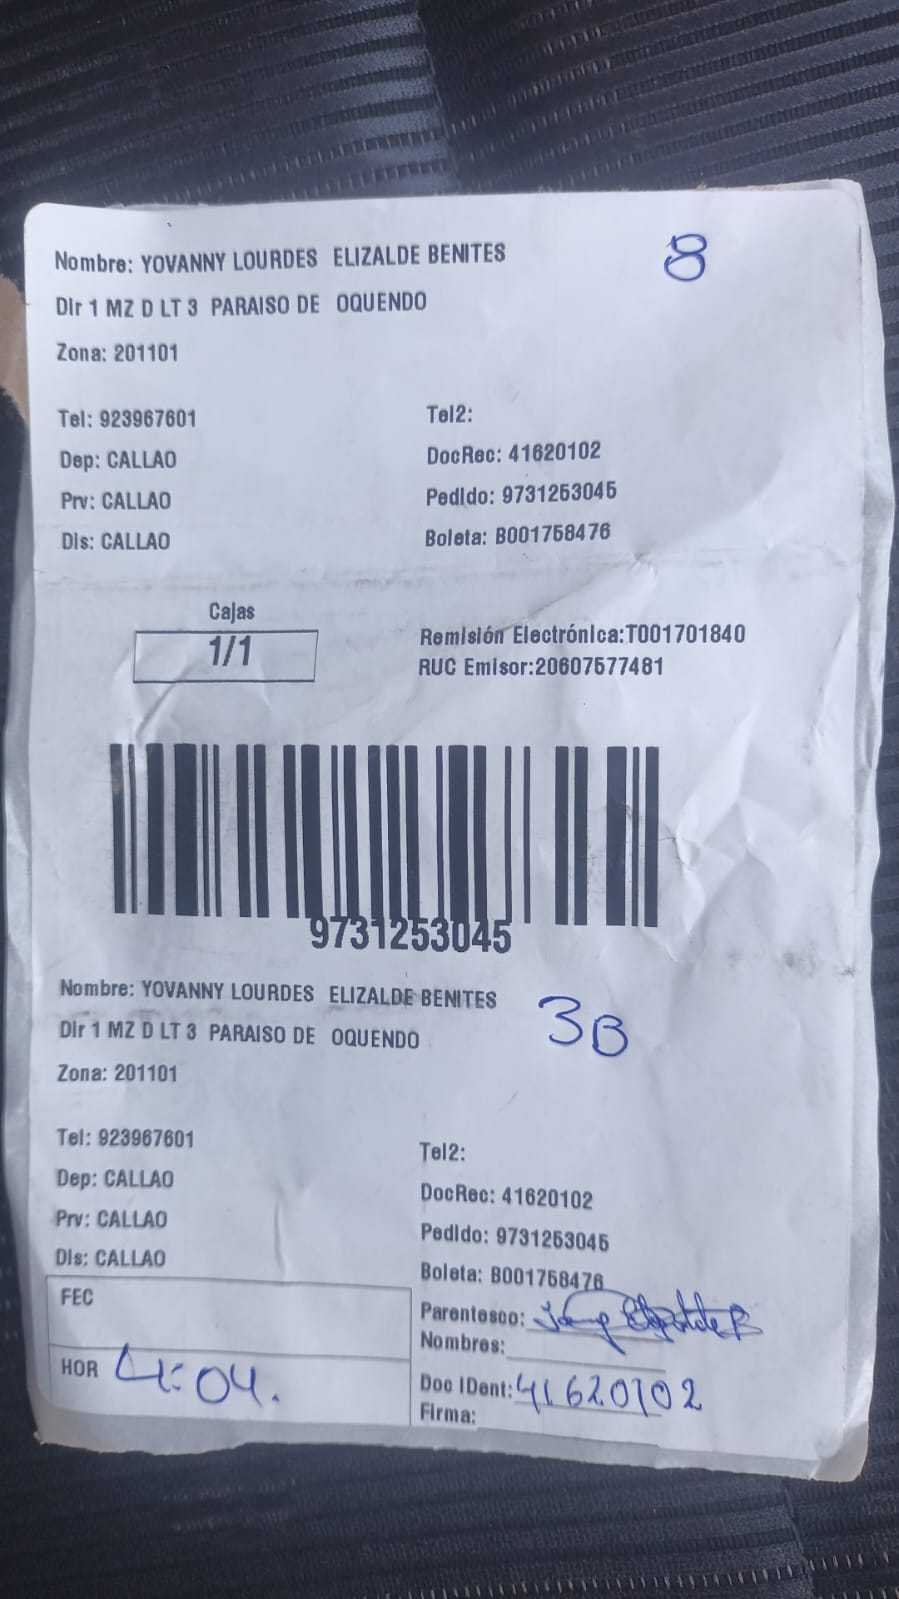 Nombre: YOVANNY LOURDES ELIZALDE BENITES
8
Dir 1 MZ D LT 3 PARAISO DE OQUENDO
Zona: 201101
Tel: 923967601
Tel2:
Dep: CALLAO
DocRec: 41620102
Prv: CALLAO
Pedido: 9731253045
Dis: CALLAO
Boleta: B001758476
Cajas
1/1
Remisión Electrónica:T001701840
RUC Emisor:20607577481
9731253045
Nombre: YOVANNY LOURDES ELIZALDE BENITES
3B
Dir 1 MZ D LT 3 PARAISO DE OQUENDO
Zona: 201101
Tel: 923967601
Tel2:
Dep: CALLAO
DocRec: 41620102
Prv: CALLAO
Pedido: 9731253045
Dis: CALLAO
Boleta: B001758476
FEC
Parentesco:
Nombres:
HOR 4:04.
Doc IDent: 41620102
Firma: